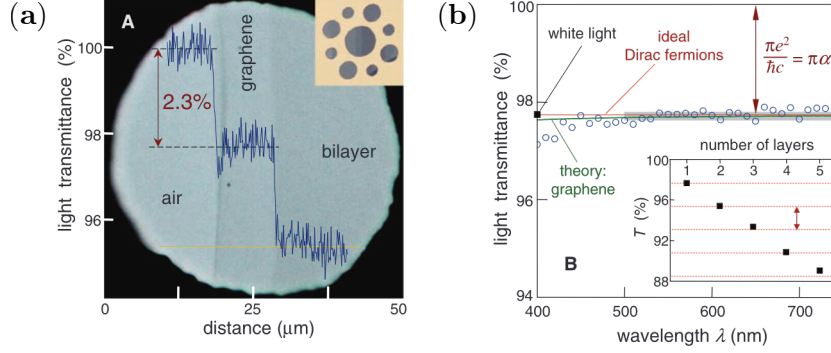 (a)
A
100
98
96
light transmittance (%)
2.3%
air
graphene
bilayer
0
25
50
distance (μm)
(b)
100
98
96
94
light transmittance (%)
white light
ideal
Dirac fermions
πe²/ħc = πα
theory:
graphene
B
number of layers
1 2 3 4 5
100
96
92
88
T (%)
400 500 600 700
wavelength λ (nm)